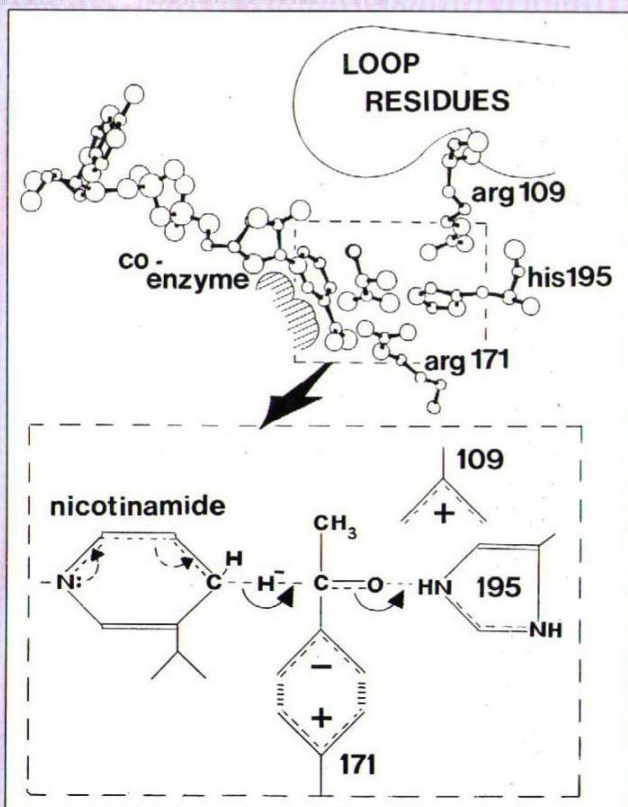 LOOP
RESIDUES
arg 109
co-
enzyme
his195
arg 171
nicotinamide
109
+
CH₃
H
N:
C
H⁻
C
O
HN
195
NH
−
+
171